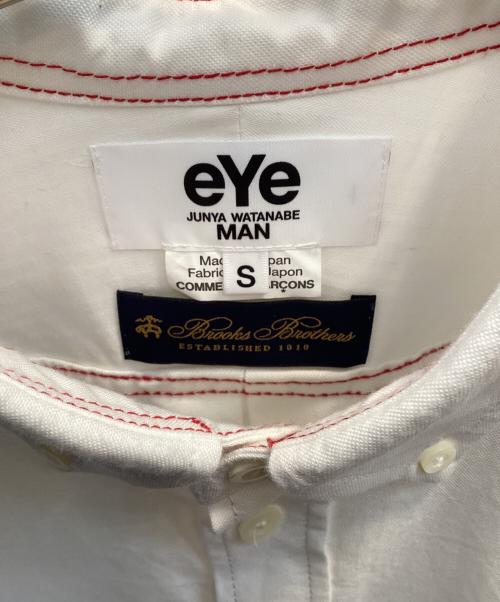 eYe
JUNYA WATANABE
MAN
S
COMME
Brooks Brothers
ESTABLISHED 1818